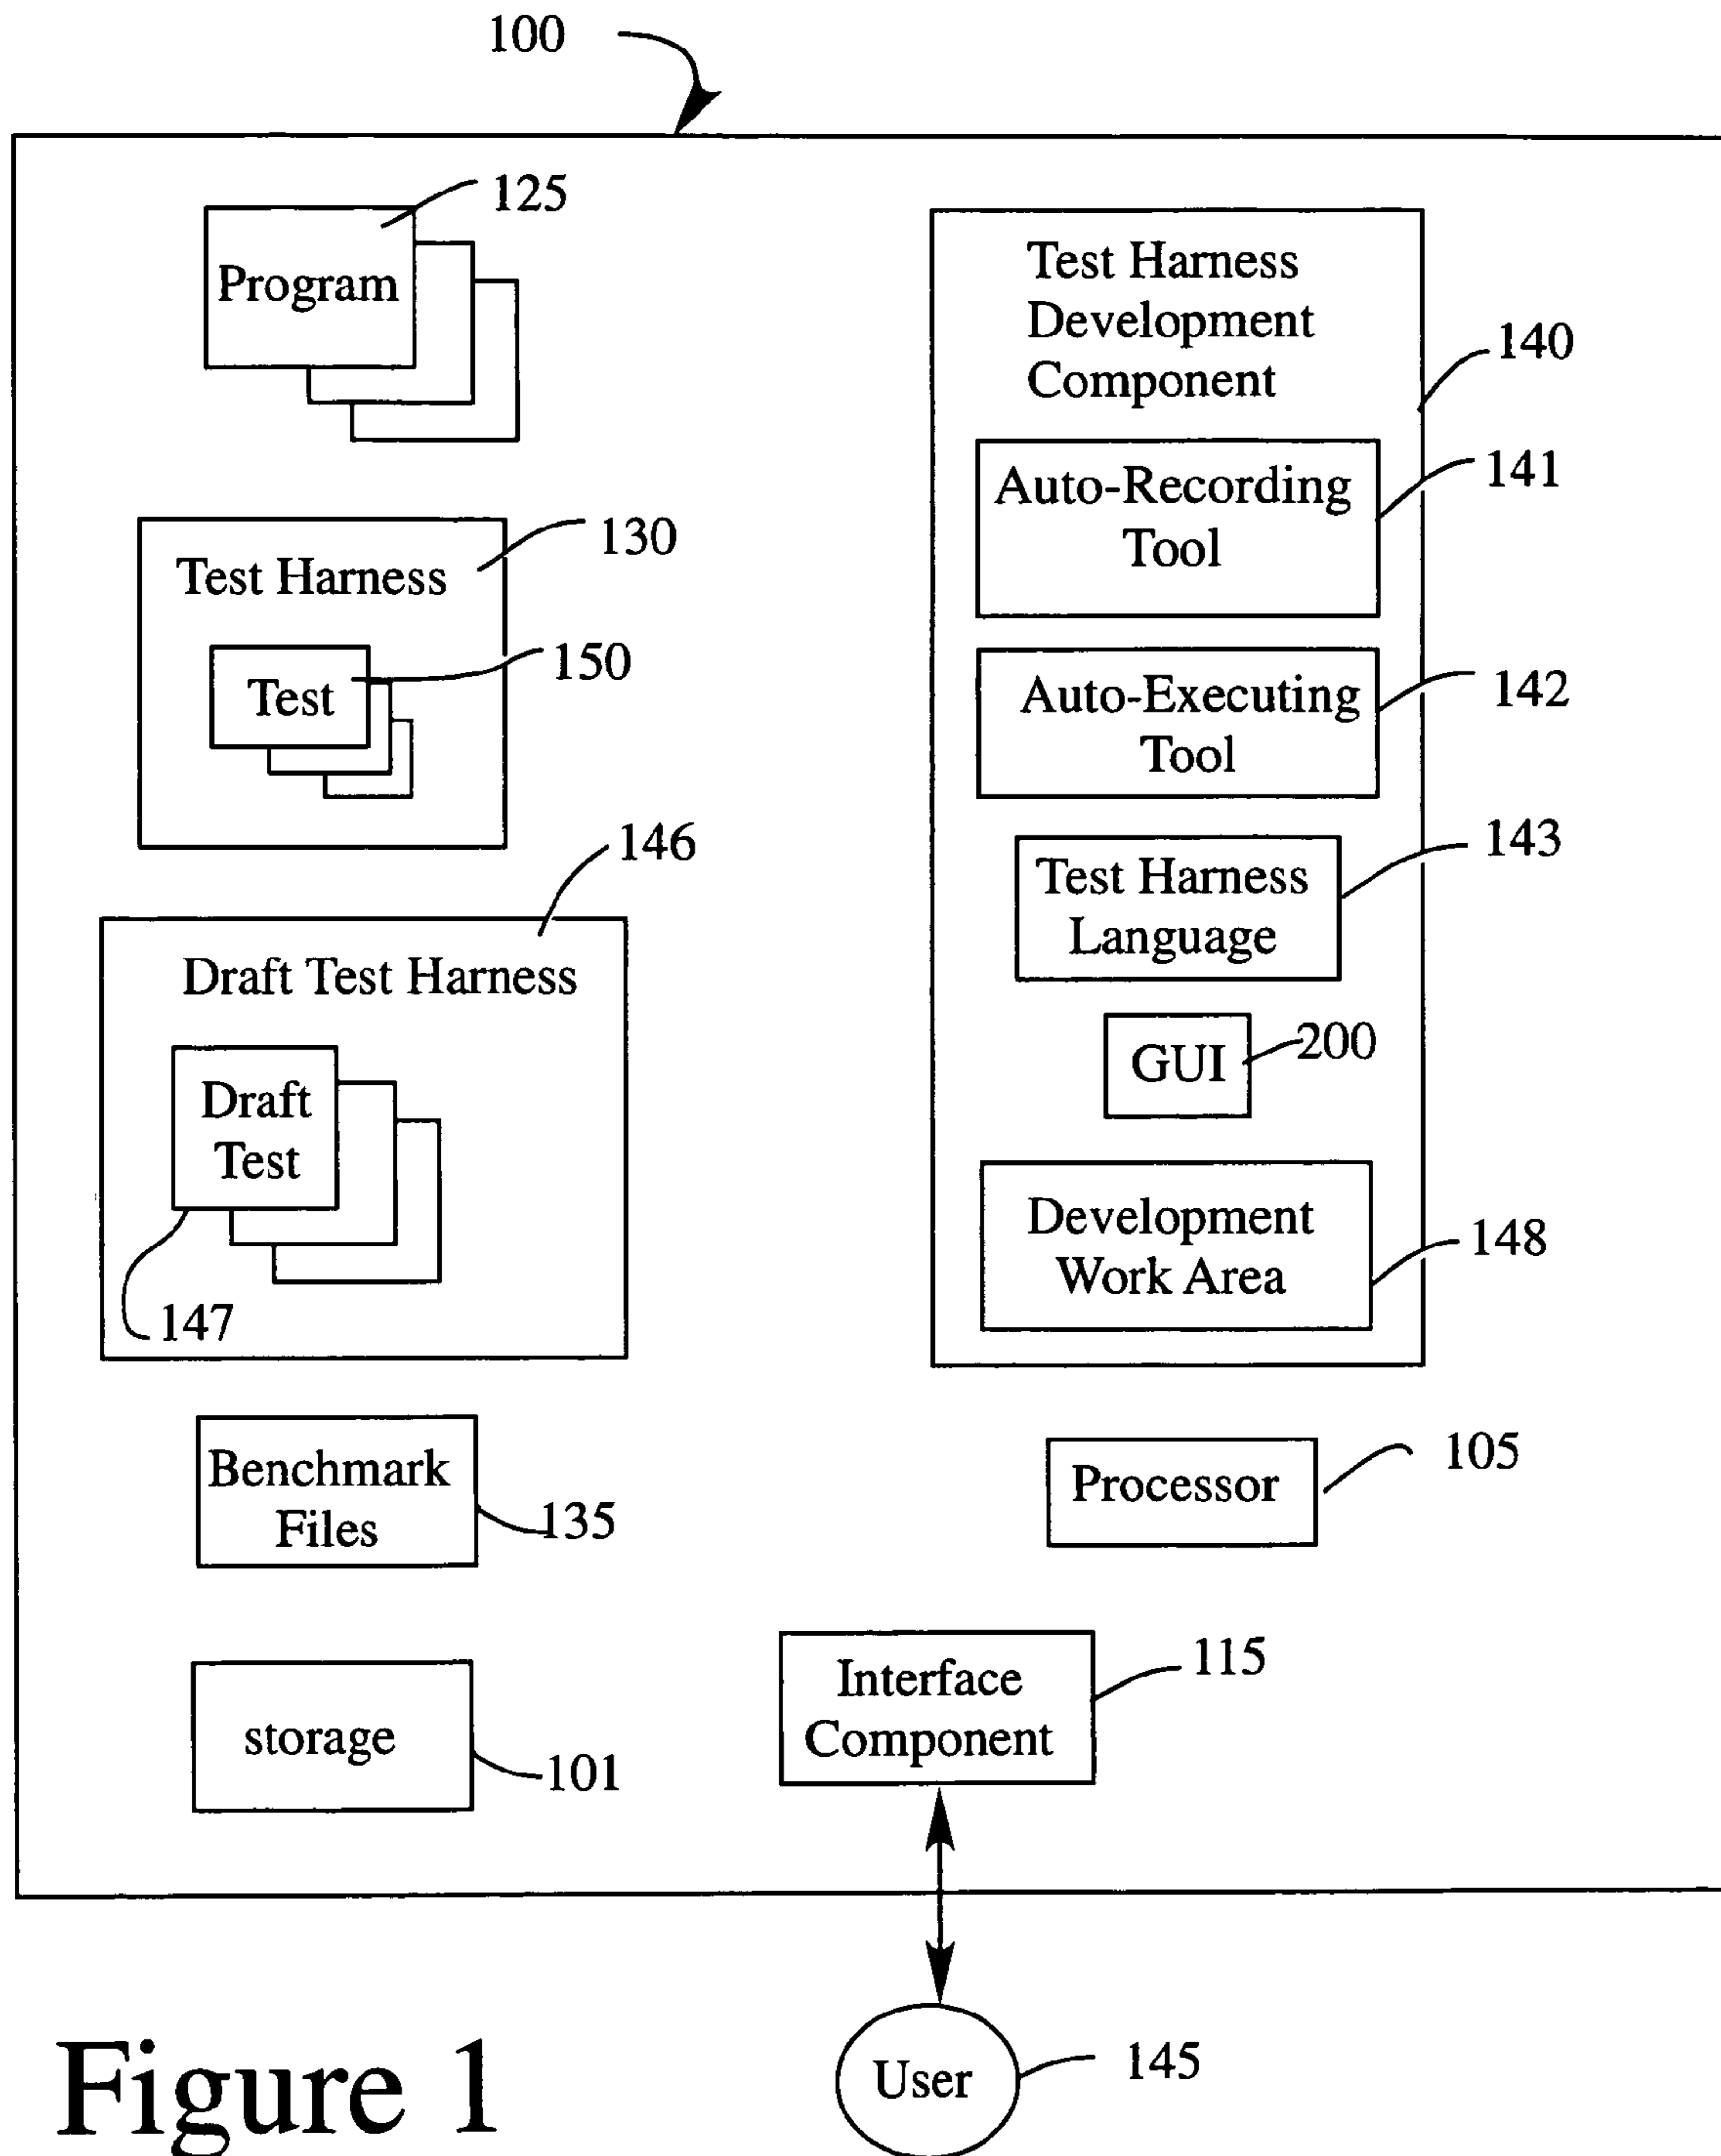 100
125
Program
Test Harness
Development
Component
140
Auto-Recording
Tool
141
130
Test Harness
150
Test
Auto-Executing
Tool
142
146
Draft Test Harness
Draft
Test
147
Test Harness
Language
143
GUI
200
Development
Work Area
148
Benchmark
Files
135
Processor
105
storage
101
Interface
Component
115
User
145
Figure 1